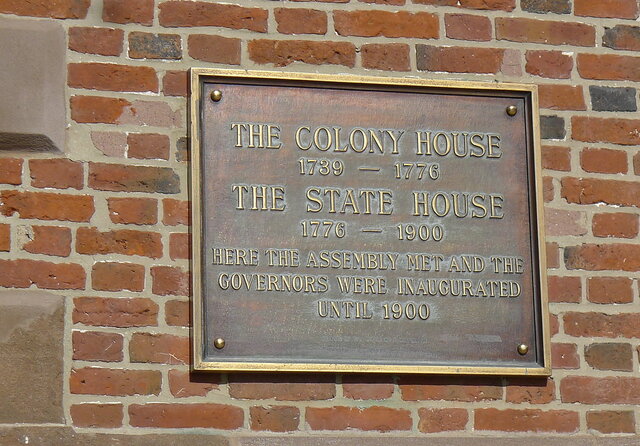 THE COLONY HOUSE
1739 — 1776
THE STATE HOUSE
1776 — 1900
HERE THE ASSEMBLY MET AND THE
GOVERNORS WERE INAUGURATED
UNTIL 1900